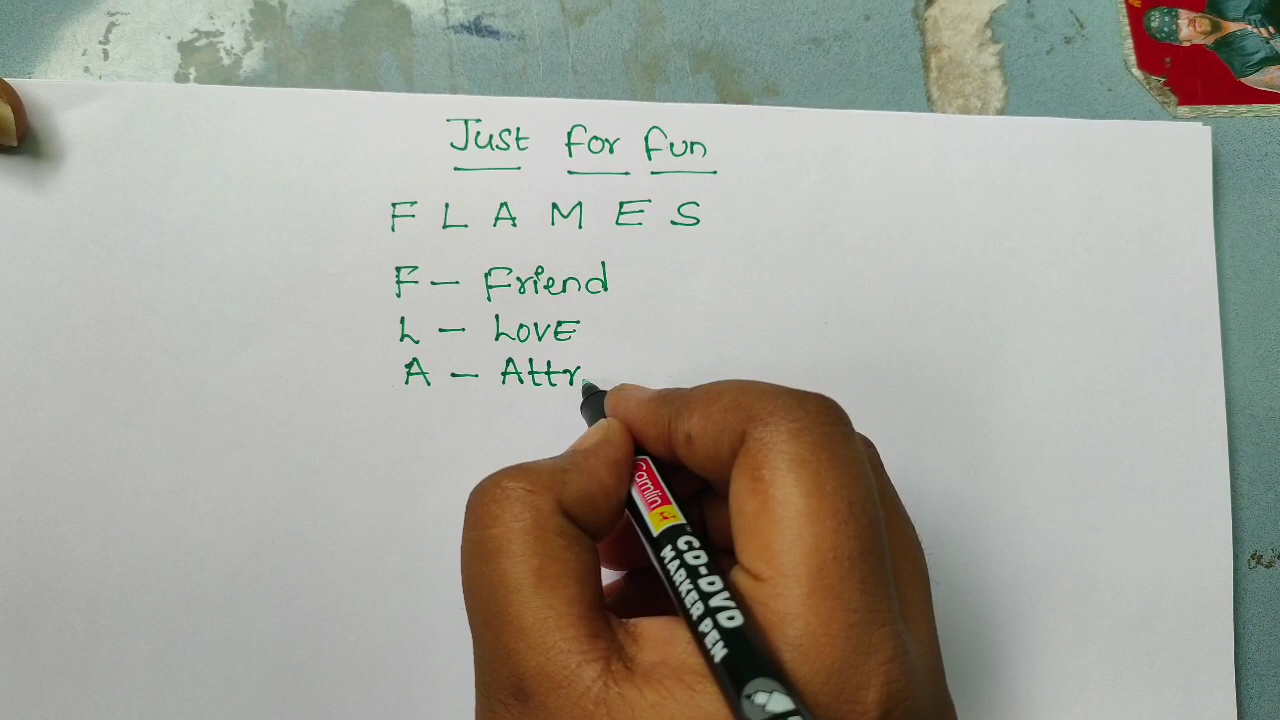 Just for fun
F L A M E S
F - Friend
L - LOVE
A - Attr
Camlin
CD-DVD
MARKER PEN